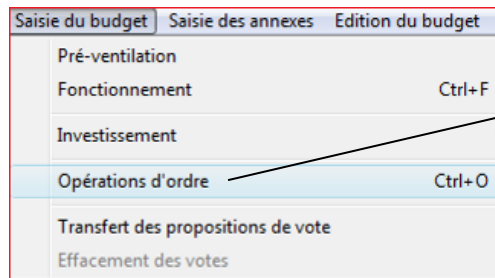 Saisie du budget Saisie des annexes Edition du budget
Pré-ventilation
Fonctionnement Ctrl+F
Investissement
Opérations d'ordre Ctrl+O
Transfert des propositions de vote
Effacement des votes